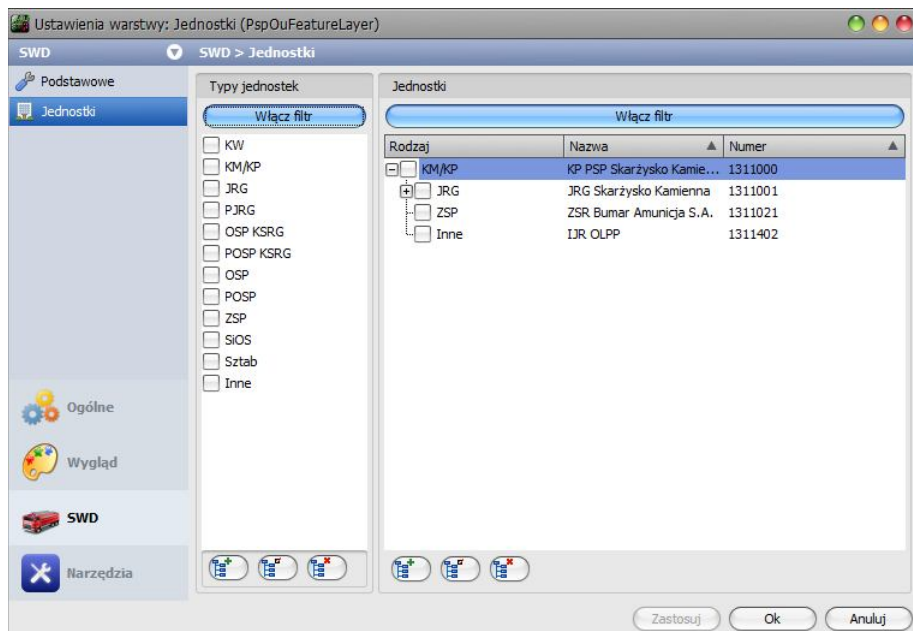 Ustawienia warstwy: Jednostki (PspOuFeatureLayer)
SWD
SWD > Jednostki
Podstawowe
Jednostki
Ogólne
Wygląd
SWD
Narzędzia
Typy jednostek
Włącz filtr
KW
KM/KP
JRG
PJRG
OSP KSRG
POSP KSRG
OSP
POSP
ZSP
SiOS
Sztab
Inne
Jednostki
Włącz filtr
Rodzaj Nazwa Numer
KM/KP KP PSP Skarżysko Kamie... 1311000
JRG JRG Skarżysko Kamienna 1311001
ZSP ZSR Bumar Amunicja S.A. 1311021
Inne IJR OLPP 1311402
Zastosuj Ok Anuluj